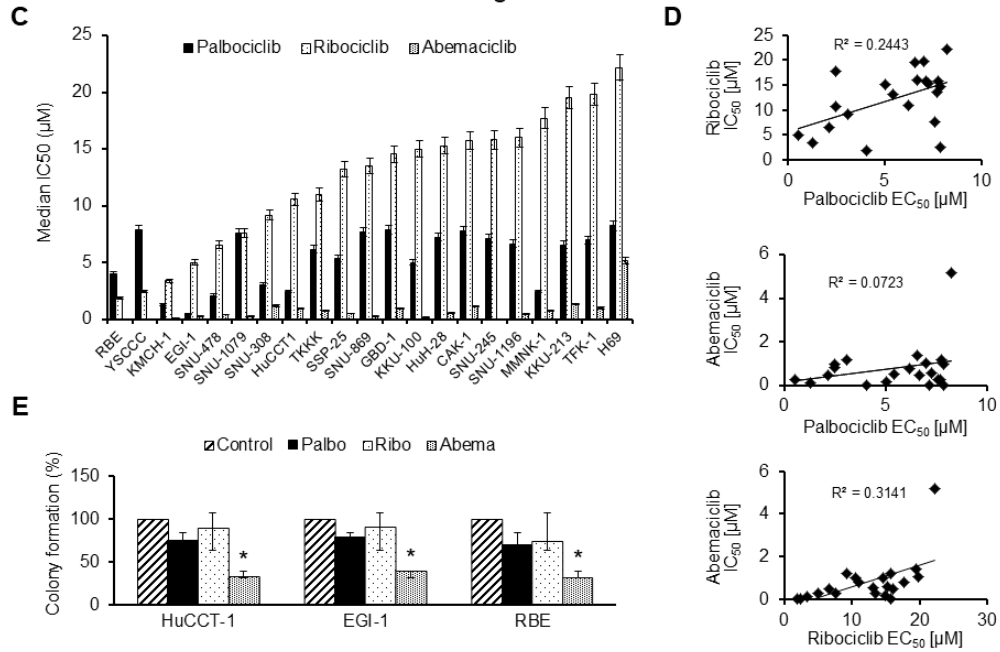 C
Palbociclib Ribociclib Abemaciclib
Median IC50 (µM)
25
20
15
10
5
0
RBE
YSCCC
KMCH-1
EGI-1
SNU-478
SNU-1079
SNU-308
HuCCT1
TKKK
SSP-25
SNU-869
GBD-1
KKU-100
HuH-28
CAK-1
SNU-245
SNU-1196
MMNK-1
KKU-213
TFK-1
H69
D
R² = 0.2443
Ribociclib
IC₅₀ [µM]
25
20
15
10
5
0
0 5 10
Palbociclib EC₅₀ [µM]
R² = 0.0723
Abemaciclib
IC₅₀ [µM]
6
4
2
0
0 5 10
Palbociclib EC₅₀ [µM]
R² = 0.3141
Abemaciclib
IC₅₀ [µM]
6
4
2
0
0 10 20 30
Ribociclib EC₅₀ [µM]
E
Control Palbo Ribo Abema
Colony formation (%)
150
100
50
0
* * *
HuCCT-1 EGI-1 RBE